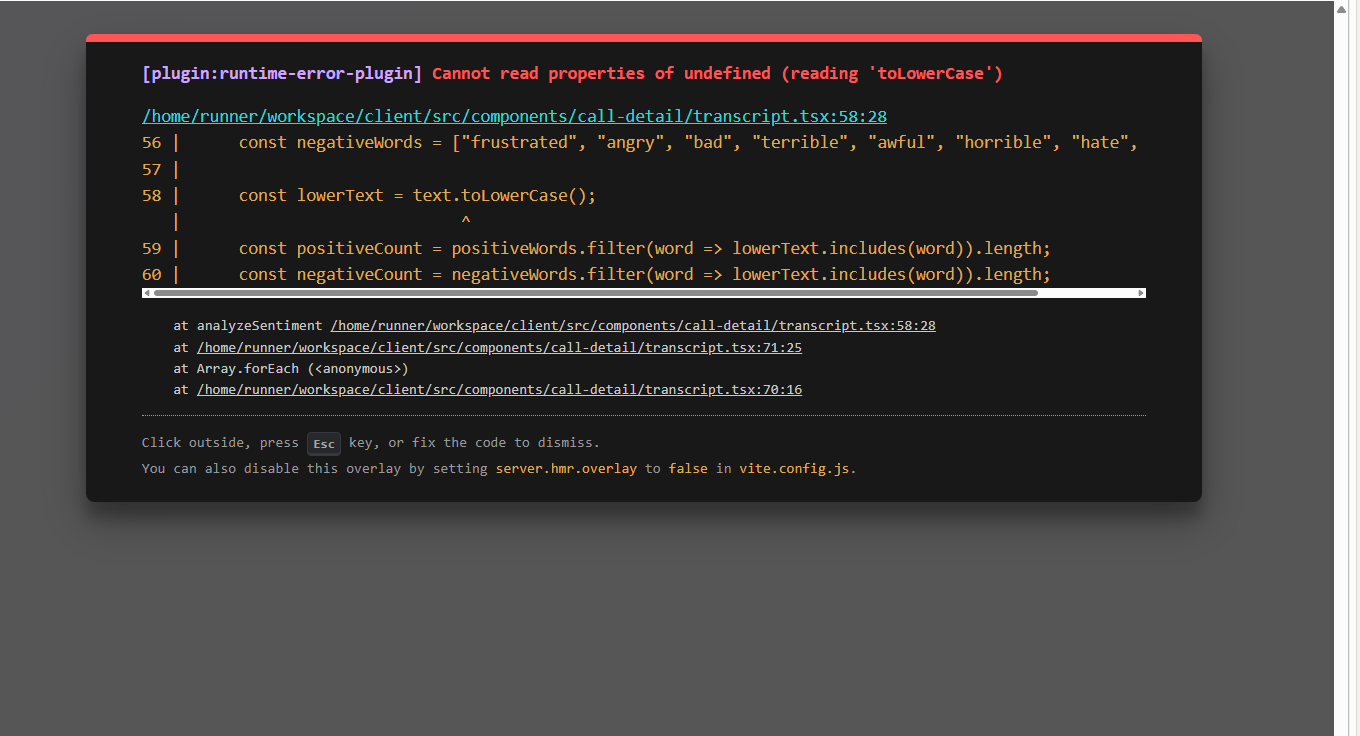 [plugin:runtime-error-plugin] Cannot read properties of undefined (reading 'toLowerCase')
/home/runner/workspace/client/src/components/call-detail/transcript.tsx:58:28
56 |      const negativeWords = ["frustrated", "angry", "bad", "terrible", "awful", "horrible", "hate",
57 |
58 |      const lowerText = text.toLowerCase();
   |                             ^
59 |      const positiveCount = positiveWords.filter(word => lowerText.includes(word)).length;
60 |      const negativeCount = negativeWords.filter(word => lowerText.includes(word)).length;
at analyzeSentiment /home/runner/workspace/client/src/components/call-detail/transcript.tsx:58:28
at /home/runner/workspace/client/src/components/call-detail/transcript.tsx:71:25
at Array.forEach (<anonymous>)
at /home/runner/workspace/client/src/components/call-detail/transcript.tsx:70:16
Click outside, press Esc key, or fix the code to dismiss.
You can also disable this overlay by setting server.hmr.overlay to false in vite.config.js.